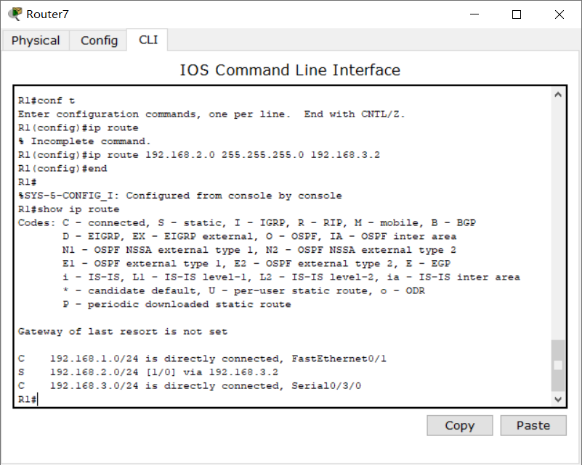 Router7
Physical Config CLI
IOS Command Line Interface
R1#conf t
Enter configuration commands, one per line.  End with CNTL/Z.
R1(config)#ip route
% Incomplete command.
R1(config)#ip route 192.168.2.0 255.255.255.0 192.168.3.2
R1(config)#end
R1#
%SYS-5-CONFIG_I: Configured from console by console
R1#show ip route
Codes: C - connected, S - static, I - IGRP, R - RIP, M - mobile, B - BGP
       D - EIGRP, EX - EIGRP external, O - OSPF, IA - OSPF inter area
       N1 - OSPF NSSA external type 1, N2 - OSPF NSSA external type 2
       E1 - OSPF external type 1, E2 - OSPF external type 2, E - EGP
       i - IS-IS, L1 - IS-IS level-1, L2 - IS-IS level-2, ia - IS-IS inter area
       * - candidate default, U - per-user static route, o - ODR
       P - periodic downloaded static route
Gateway of last resort is not set
C    192.168.1.0/24 is directly connected, FastEthernet0/1
S    192.168.2.0/24 [1/0] via 192.168.3.2
C    192.168.3.0/24 is directly connected, Serial0/3/0
R1#
Copy Paste